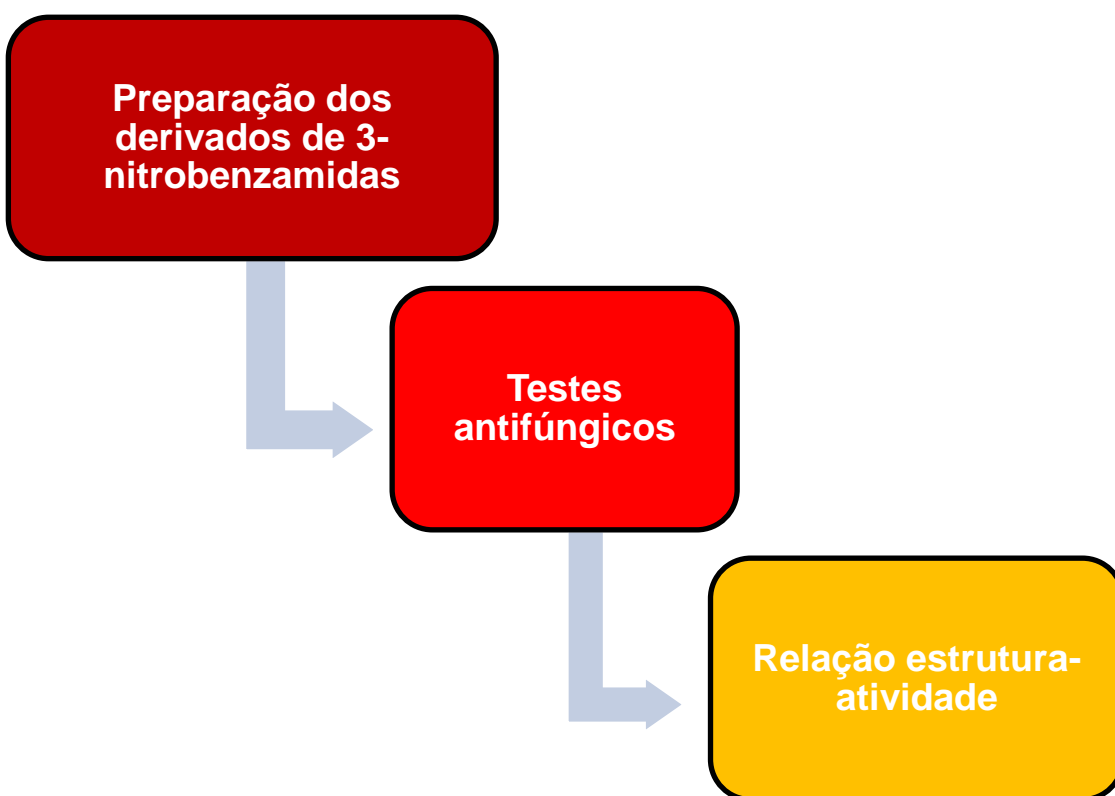 Preparação dos
derivados de 3-
nitrobenzamidas
Testes
antifúngicos
Relação estrutura-
atividade